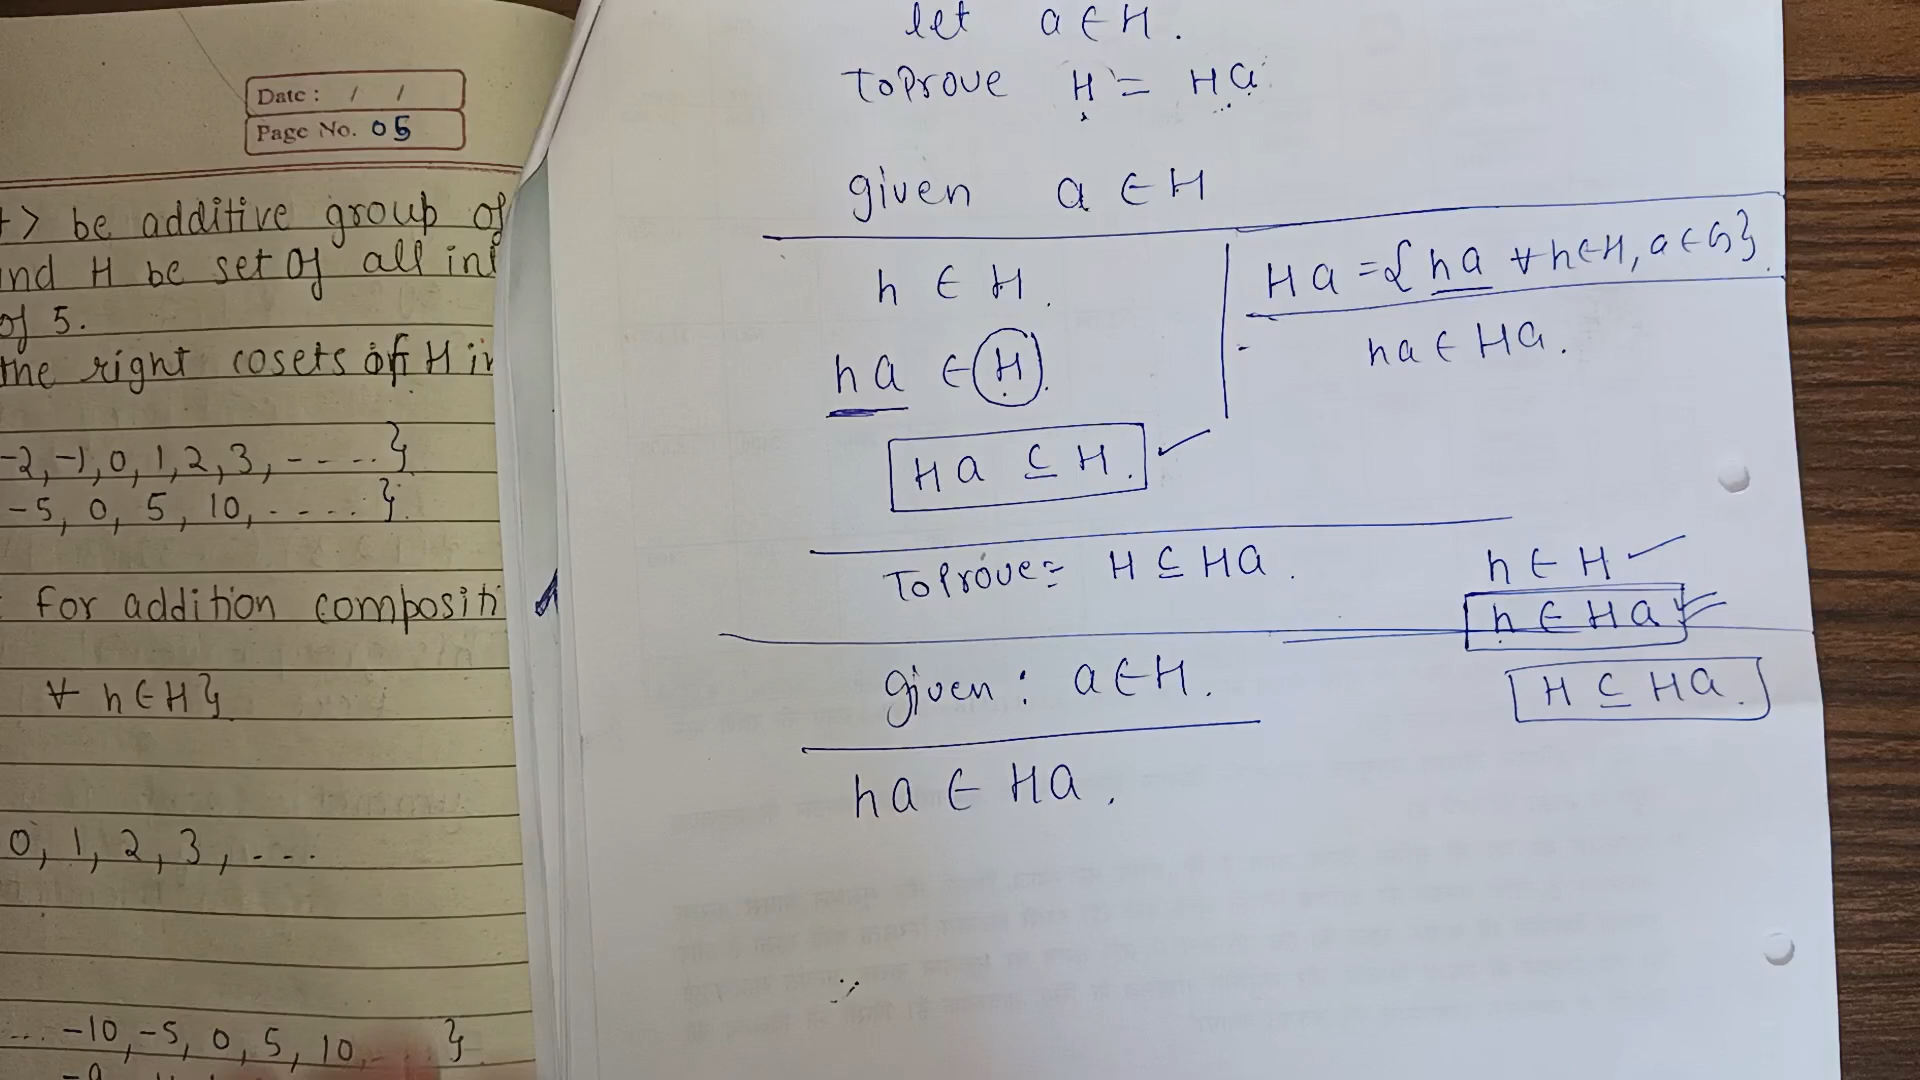 Date : / /
Page No. 05
+> be additive group of
and H be set of all int
of 5.
the right cosets of H in
-2, -1, 0, 1, 2, 3, - - - - }
-5, 0, 5, 10, - - - - }
for addition compositi
∀ h ∈ H}
0, 1, 2, 3, - - -
... -10, -5, 0, 5, 10, }
let a ∈ H.
To Prove H = Ha
given a ∈ H
h ∈ H.
ha ∈ H.
Ha ⊆ H.
Ha = { ha ∀ h ∈ H, a ∈ G}.
ha ∈ Ha.
To Prove = H ⊆ Ha.
h ∈ H
h ∈ Ha
H ⊆ Ha.
given : a ∈ H.
ha ∈ Ha.